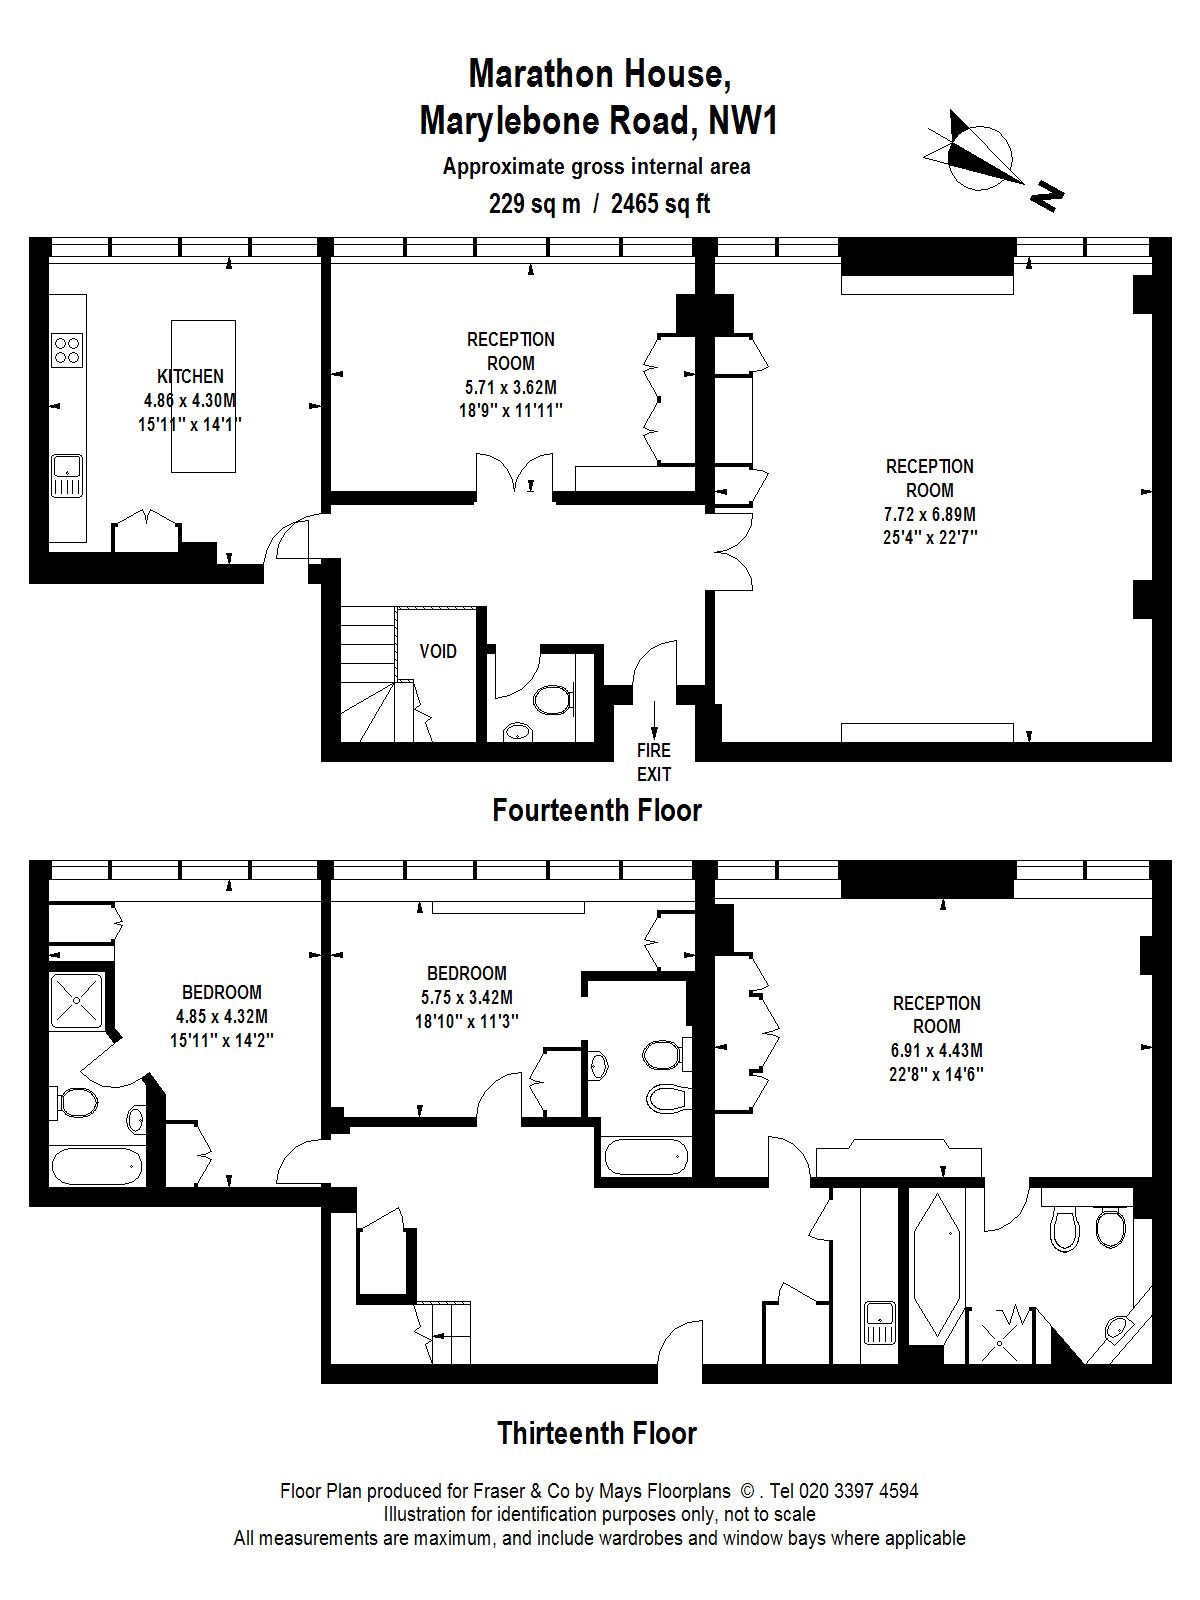 Marathon House,
Marylebone Road, NW1
Approximate gross internal area
229 sq m / 2465 sq ft
N
KITCHEN
4.86 x 4.30M
15'11" x 14'1"
RECEPTION
ROOM
5.71 x 3.62M
18'9" x 11'11"
RECEPTION
ROOM
7.72 x 6.89M
25'4" x 22'7"
VOID
FIRE
EXIT
Fourteenth Floor
BEDROOM
4.85 x 4.32M
15'11" x 14'2"
BEDROOM
5.75 x 3.42M
18'10" x 11'3"
RECEPTION
ROOM
6.91 x 4.43M
22'8" x 14'6"
Thirteenth Floor
Floor Plan produced for Fraser & Co by Mays Floorplans © . Tel 020 3397 4594
Illustration for identification purposes only, not to scale
All measurements are maximum, and include wardrobes and window bays where applicable